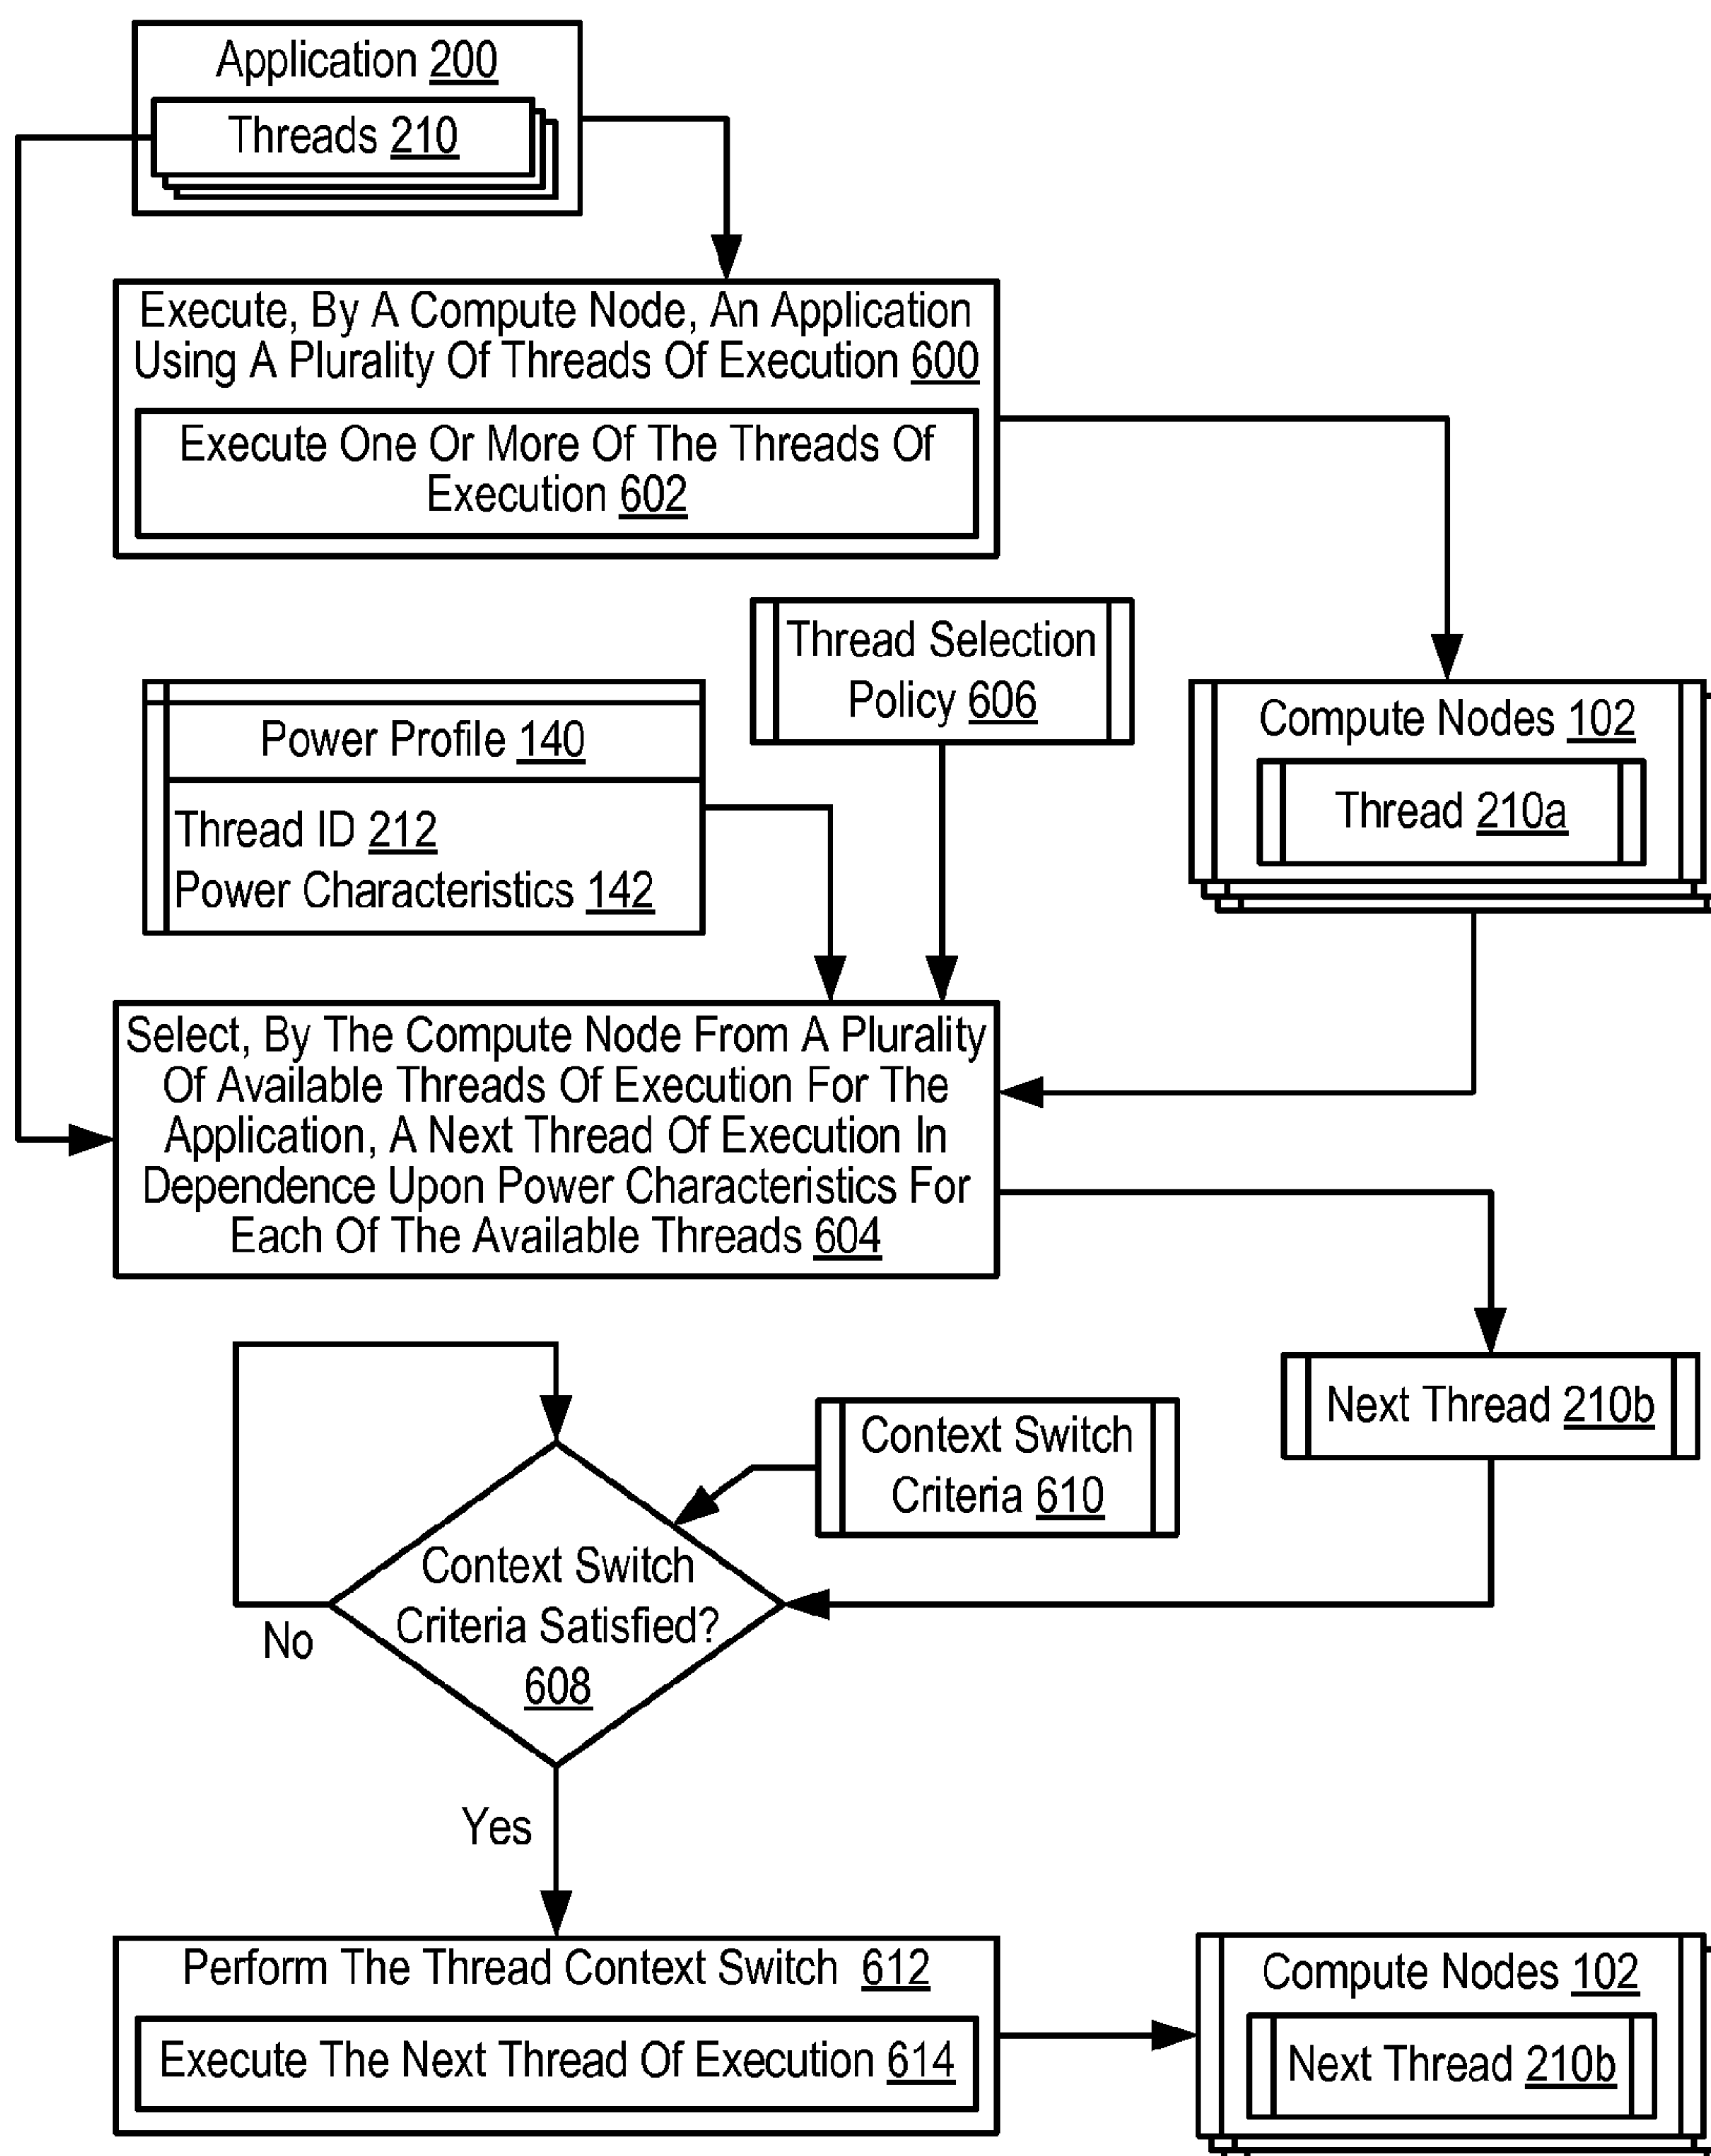 Application 200
Threads 210
Execute, By A Compute Node, An Application
Using A Plurality Of Threads Of Execution 600
Execute One Or More Of The Threads Of
Execution 602
Thread Selection
Policy 606
Power Profile 140
Thread ID 212
Power Characteristics 142
Compute Nodes 102
Thread 210a
Select, By The Compute Node From A Plurality
Of Available Threads Of Execution For The
Application, A Next Thread Of Execution In
Dependence Upon Power Characteristics For
Each Of The Available Threads 604
Next Thread 210b
Context Switch
Criteria 610
Context Switch
Criteria Satisfied?
608
No
Yes
Perform The Thread Context Switch 612
Execute The Next Thread Of Execution 614
Compute Nodes 102
Next Thread 210b